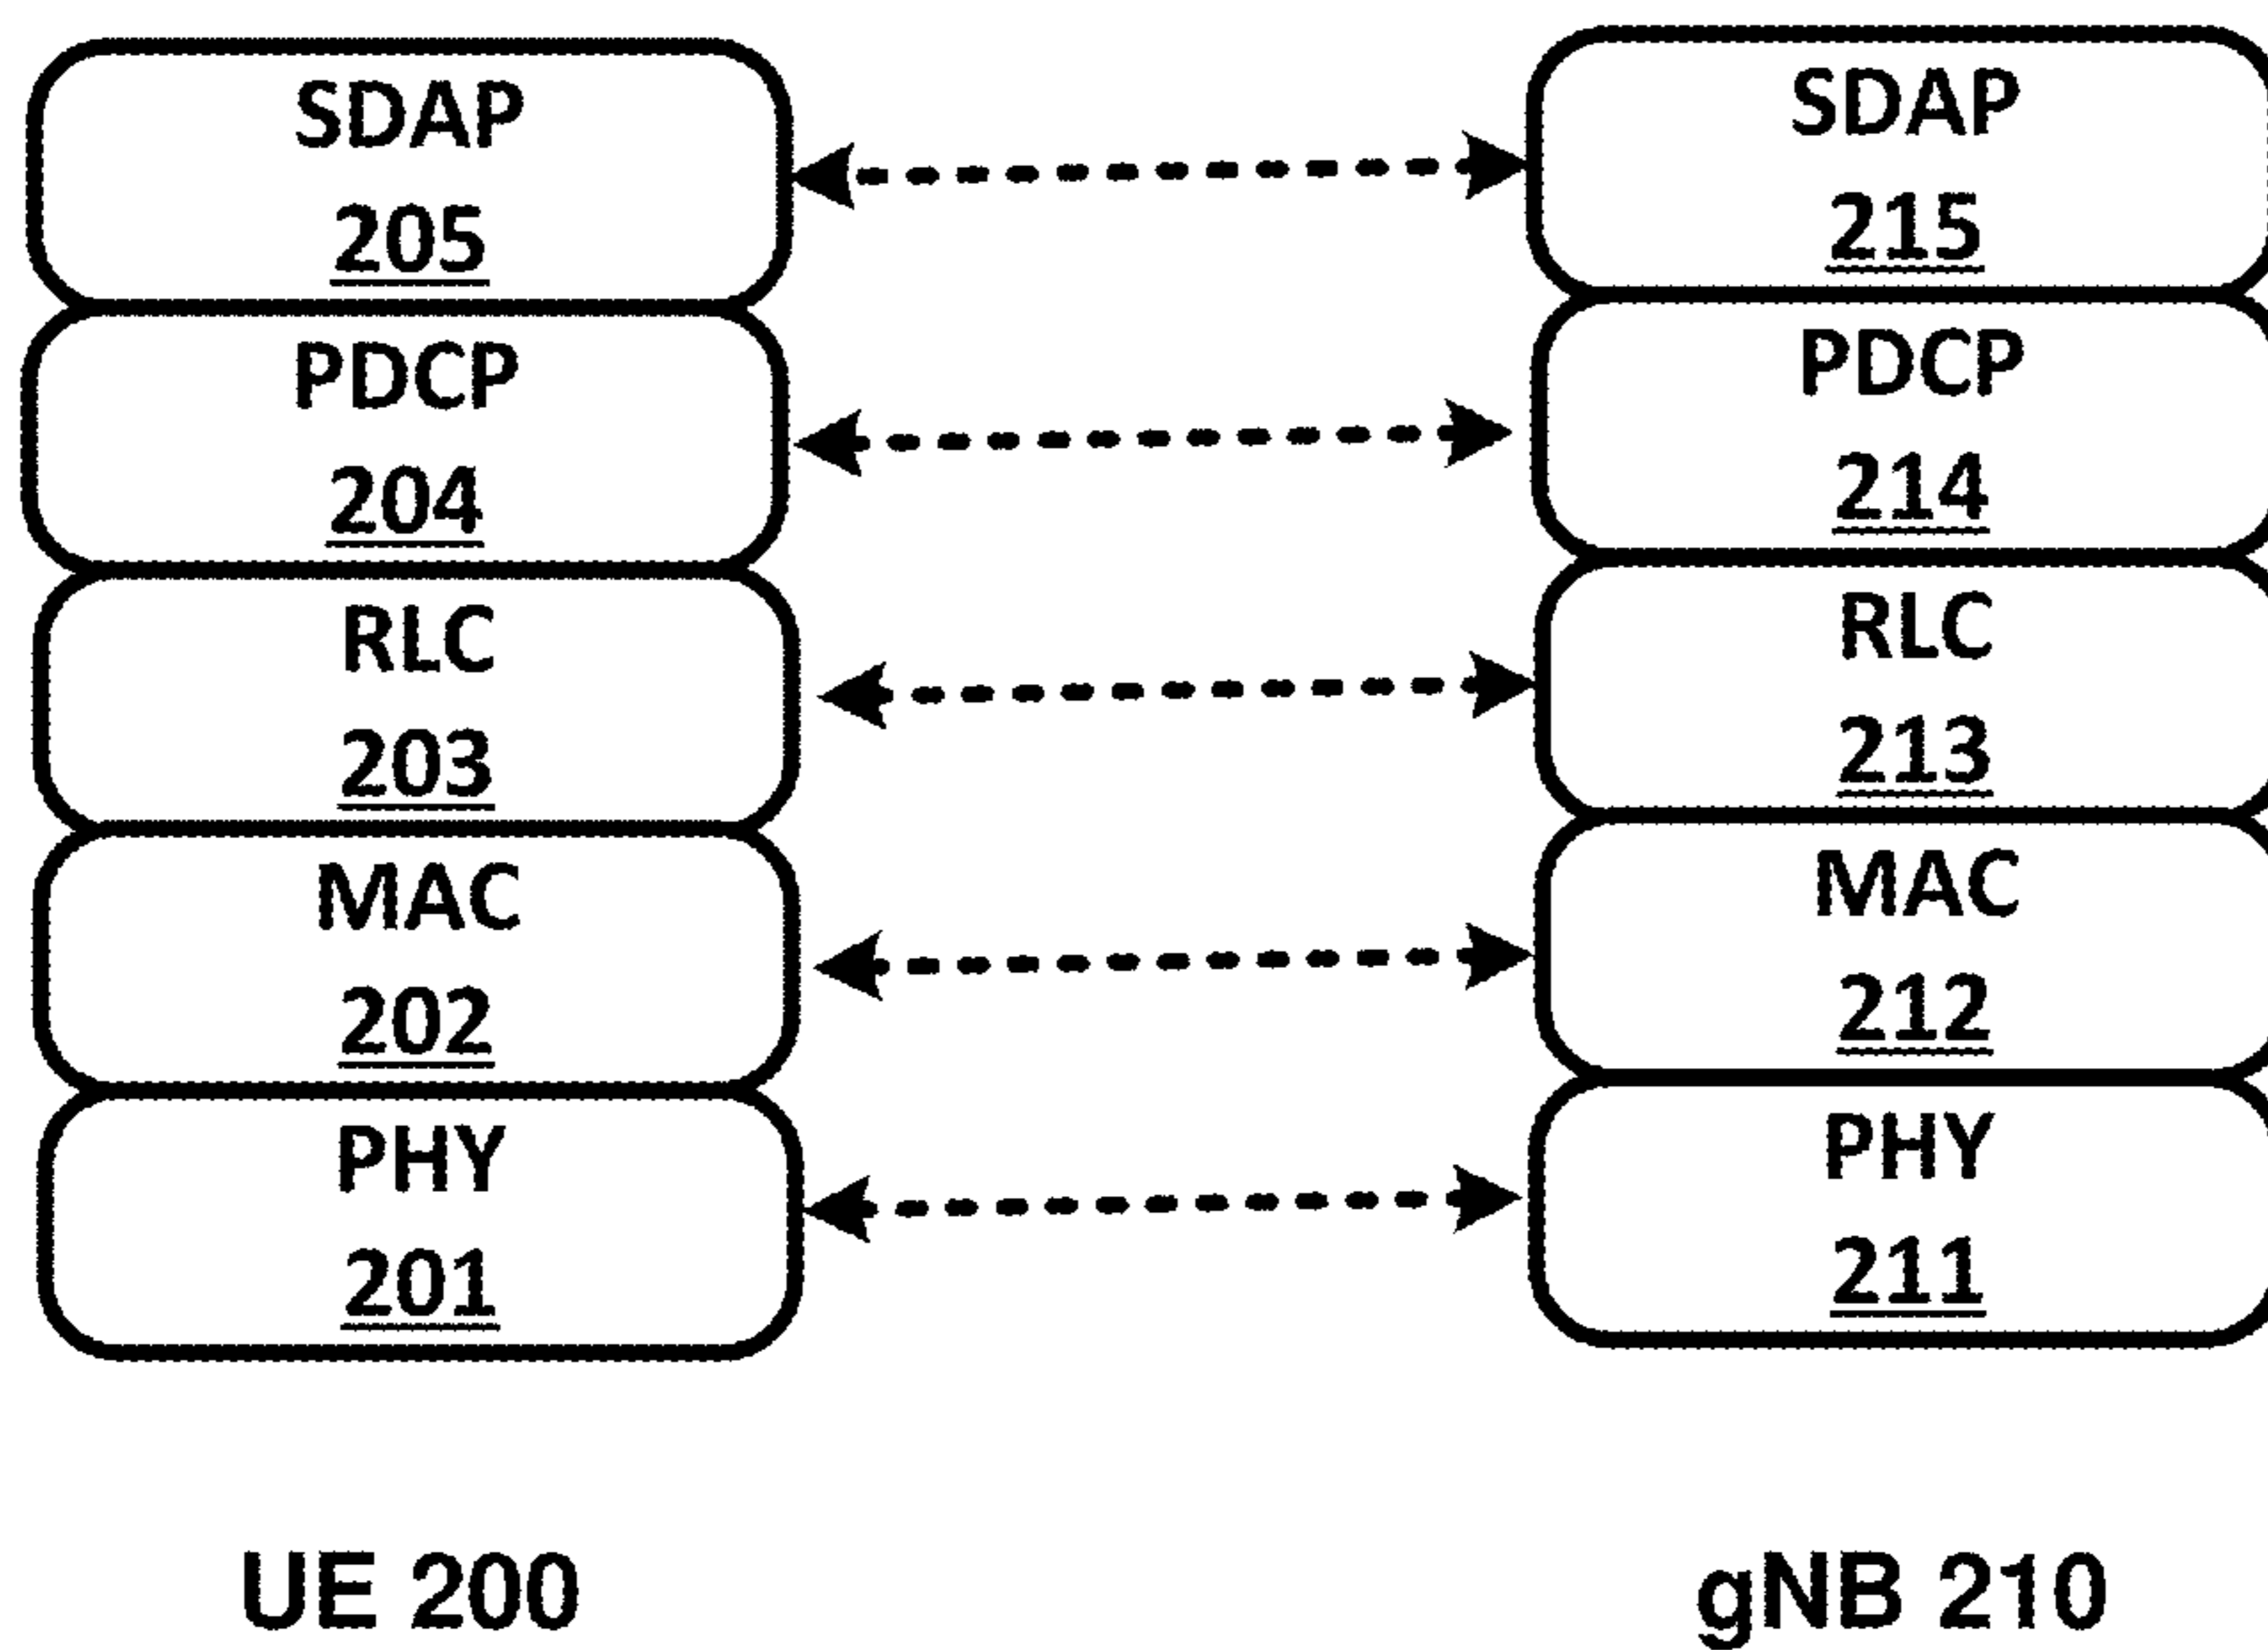 SDAP
205
PDCP
204
RLC
203
MAC
202
PHY
201
UE 200
SDAP
215
PDCP
214
RLC
213
MAC
212
PHY
211
gNB 210